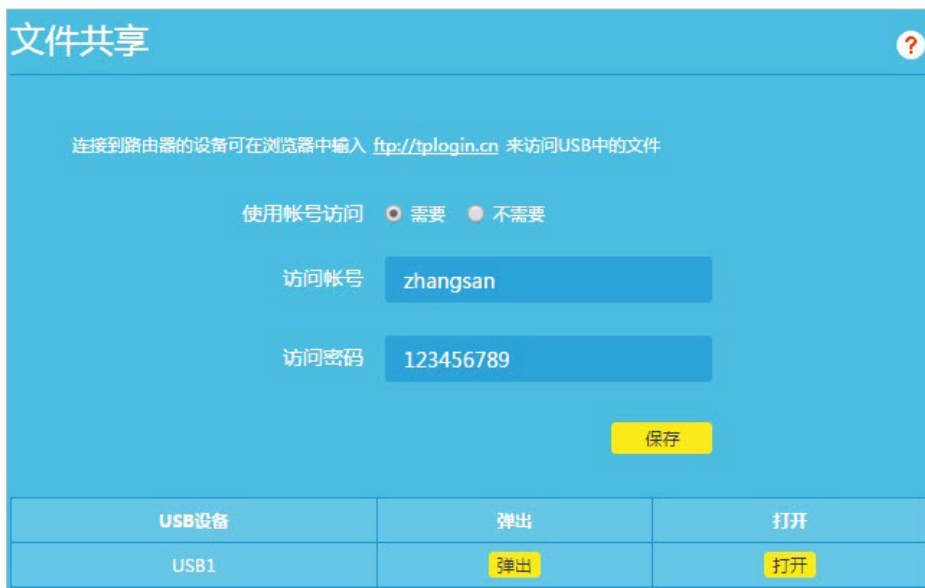 文件共享
?
连接到路由器的设备可在浏览器中输入 ftp://tplogin.cn 来访问USB中的文件
使用帐号访问 需要 不需要
访问帐号 zhangsan
访问密码 123456789
保存
USB设备 弹出 打开
USB1 弹出 打开